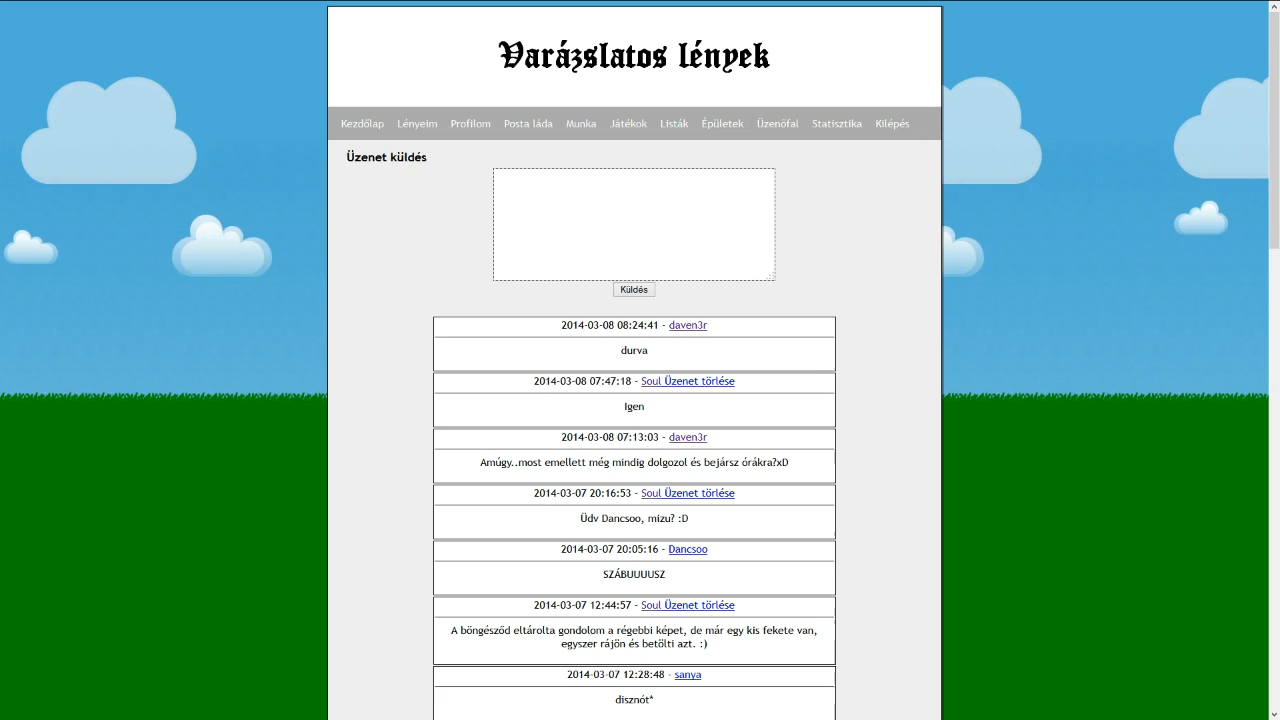 Varázslatos lények
Kezdőlap Lényeim Profilom Posta láda Munka Játékok Listák Épületek Üzenőfal Statisztika Kilépés
Üzenet küldés
Küldés
2014-03-08 08:24:41 - daven3r
durva
2014-03-08 07:47:18 - Soul Üzenet törlése
Igen
2014-03-08 07:13:03 - daven3r
Amúgy..most emellett még mindig dolgozol és bejársz órákra?xD
2014-03-07 20:16:53 - Soul Üzenet törlése
Üdv Dancsoo, mizu? :D
2014-03-07 20:05:16 - Dancsoo
SZÁBUUUUSZ
2014-03-07 12:44:57 - Soul Üzenet törlése
A böngésződ eltárolta gondolom a régebbi képet, de már egy kis fekete van,
egyszer rájön és betölti azt. :)
2014-03-07 12:28:48 - sanya
disznót*